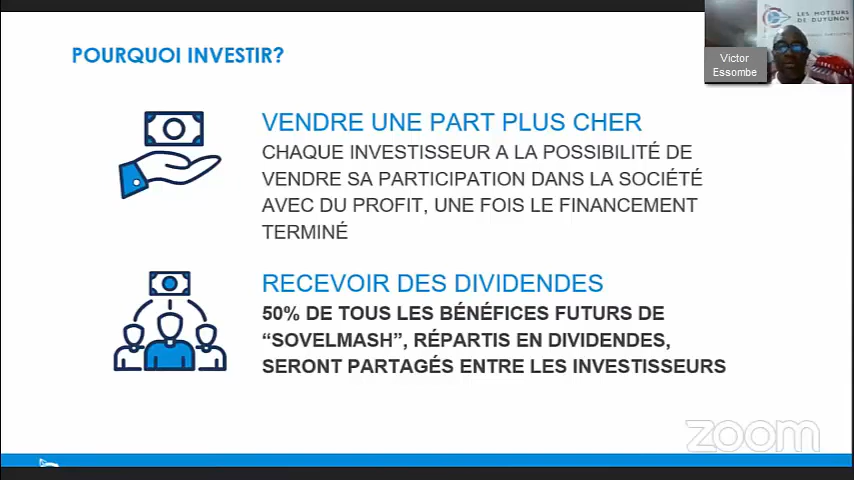 POURQUOI INVESTIR?
LES MOTEURS
DE DUYUNOV
Victor
Essombe
VENDRE UNE PART PLUS CHER
CHAQUE INVESTISSEUR A LA POSSIBILITÉ DE
VENDRE SA PARTICIPATION DANS LA SOCIÉTÉ
AVEC DU PROFIT, UNE FOIS LE FINANCEMENT
TERMINÉ
RECEVOIR DES DIVIDENDES
50% DE TOUS LES BÉNÉFICES FUTURS DE
“SOVELMASH”, RÉPARTIS EN DIVIDENDES,
SERONT PARTAGÉS ENTRE LES INVESTISSEURS
zoom